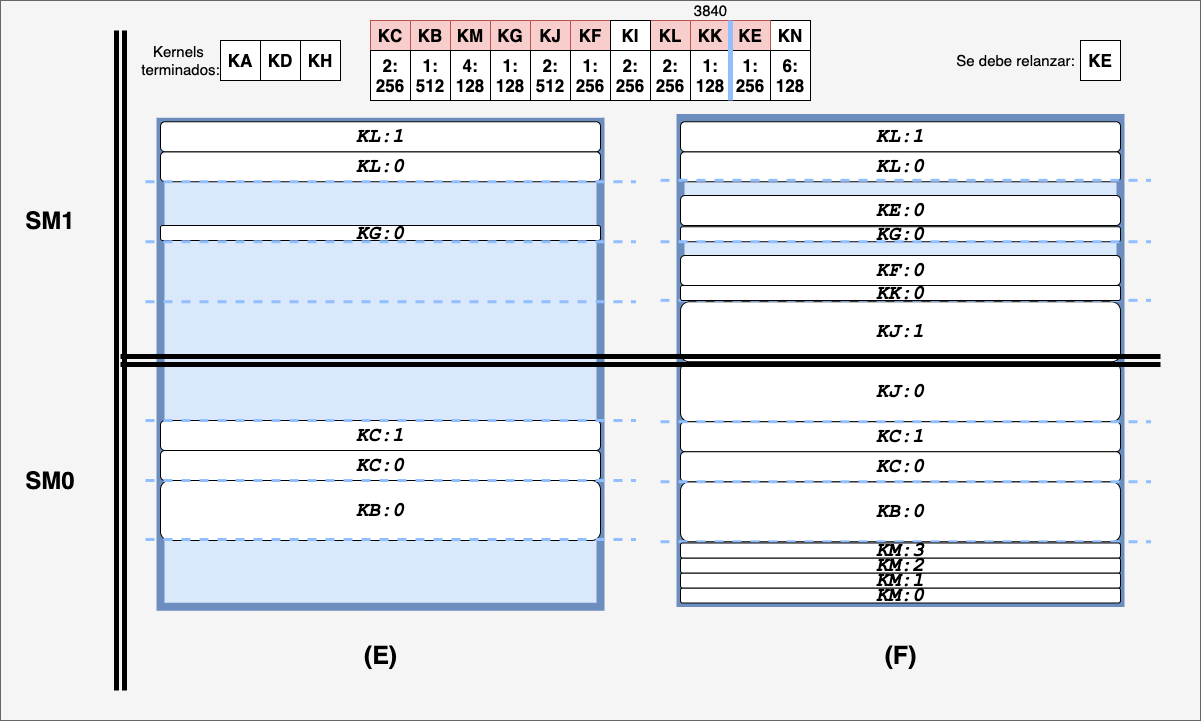 3840
Kernels
terminados:
KA KD KH
KC KB KM KG KJ KF KI KL KK KE KN
2: 1: 4: 1: 2: 1: 2: 2: 1: 1: 6:
256 512 128 128 512 256 256 256 128 256 128
Se debe relanzar: KE
SM1
KL:1
KL:0
KG:0
KL:1
KL:0
KE:0
KG:0
KF:0
KK:0
KJ:1
SM0
KC:1
KC:0
KB:0
KJ:0
KC:1
KC:0
KB:0
KM:3
KM:2
KM:1
KM:0
(E)
(F)